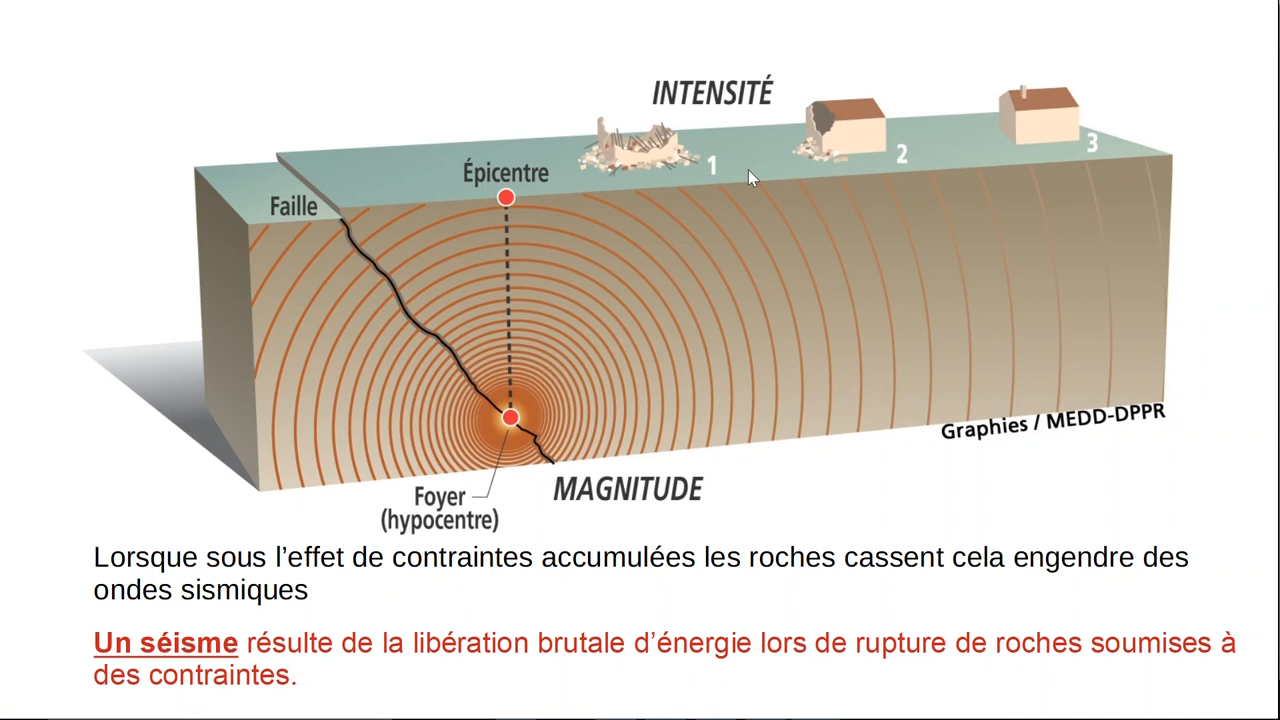 INTENSITÉ
1
2
3
Épicentre
Faille
Graphies / MEDD-DPPR
Foyer
(hypocentre)
MAGNITUDE
Lorsque sous l’effet de contraintes accumulées les roches cassent cela engendre des
ondes sismiques
Un séisme résulte de la libération brutale d’énergie lors de rupture de roches soumises à
des contraintes.